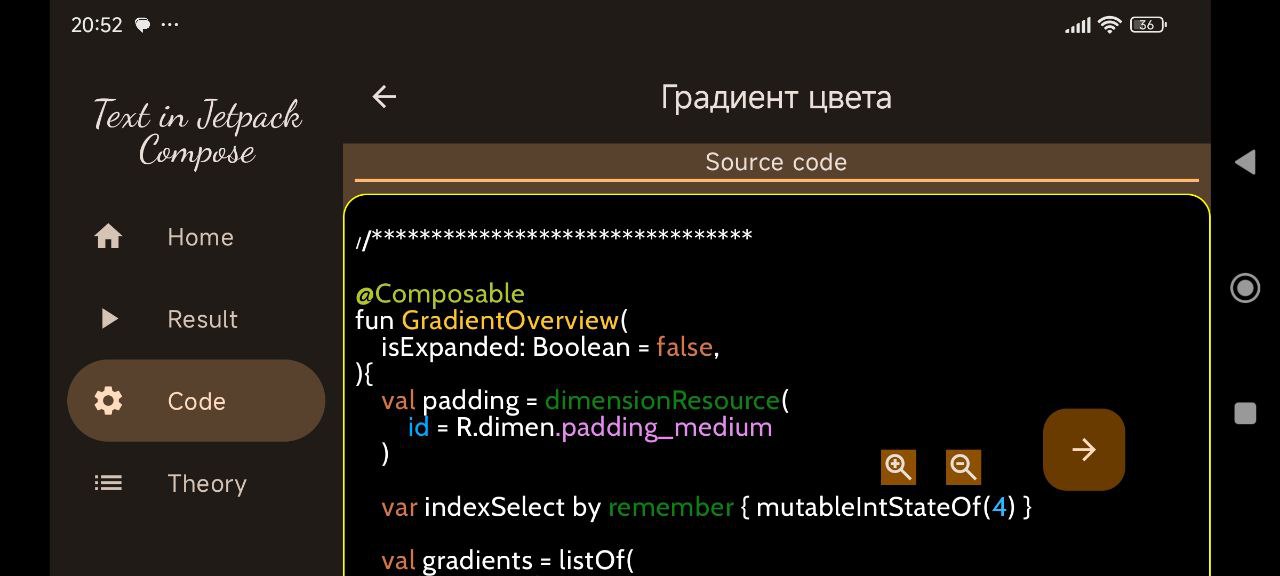 20:52
36
Text in Jetpack
Compose
Home
Result
Code
Theory
Градиент цвета
Source code
//********************************
@Composable
fun GradientOverview(
    isExpanded: Boolean = false,
){
    val padding = dimensionResource(
        id = R.dimen.padding_medium
    )
    var indexSelect by remember { mutableIntStateOf(4) }
    val gradients = listOf(